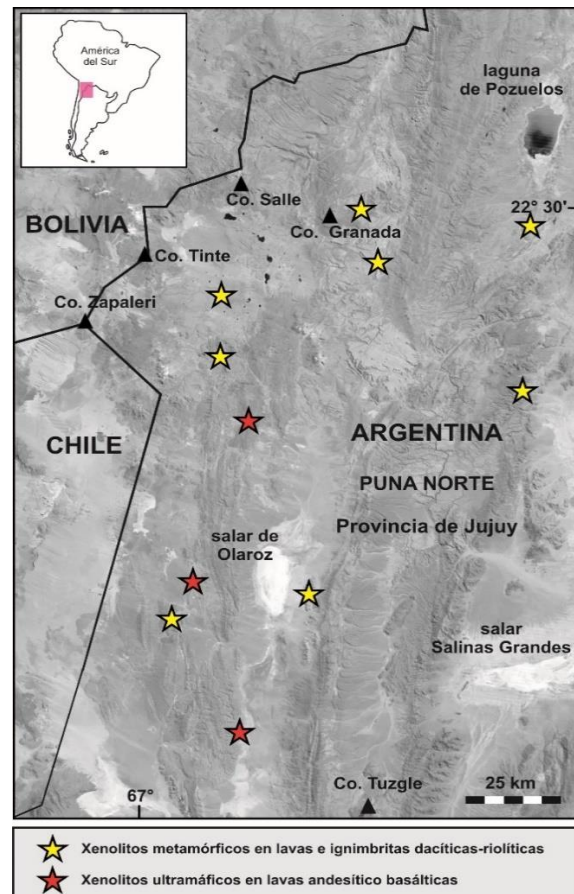 América
del Sur
laguna
de Pozuelos
Co. Salle
22° 30'
BOLIVIA
Co. Granada
Co. Tinte
Co. Zapaleri
CHILE
ARGENTINA
PUNA NORTE
Provincia de Jujuy
salar de
Olaroz
salar
Salinas Grandes
67°
Co. Tuzgle
25 km
Xenolitos metamórficos en lavas e ignimbritas dacíticas-riolíticas
Xenolitos ultramáficos en lavas andesítico basálticas